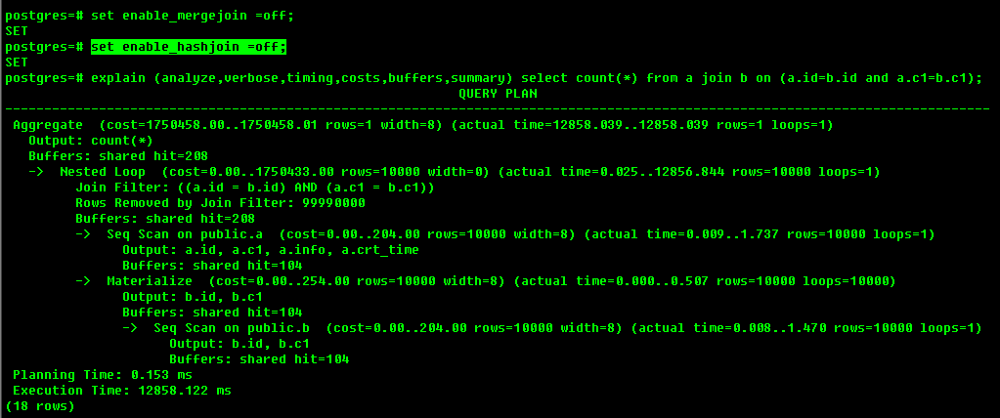 postgres=# set enable_mergejoin =off;
SET
postgres=# set enable_hashjoin =off;
SET
postgres=# explain (analyze,verbose,timing,costs,buffers,summary) select count(*) from a join b on (a.id=b.id and a.c1=b.c1);
QUERY PLAN
----------------------------------------------------------------------------------------------------------------------------
Aggregate  (cost=1750458.00..1750458.01 rows=1 width=8) (actual time=12858.039..12858.039 rows=1 loops=1)
  Output: count(*)
  Buffers: shared hit=208
  ->  Nested Loop  (cost=0.00..1750433.00 rows=10000 width=0) (actual time=0.025..12856.844 rows=10000 loops=1)
        Join Filter: ((a.id = b.id) AND (a.c1 = b.c1))
        Rows Removed by Join Filter: 99990000
        Buffers: shared hit=208
        ->  Seq Scan on public.a  (cost=0.00..204.00 rows=10000 width=8) (actual time=0.009..1.737 rows=10000 loops=1)
              Output: a.id, a.c1, a.info, a.crt_time
              Buffers: shared hit=104
        ->  Materialize  (cost=0.00..254.00 rows=10000 width=8) (actual time=0.000..0.507 rows=10000 loops=10000)
              Output: b.id, b.c1
              Buffers: shared hit=104
              ->  Seq Scan on public.b  (cost=0.00..204.00 rows=10000 width=8) (actual time=0.008..1.470 rows=10000 loops=1)
                    Output: b.id, b.c1
                    Buffers: shared hit=104
Planning Time: 0.153 ms
Execution Time: 12858.122 ms
(18 rows)